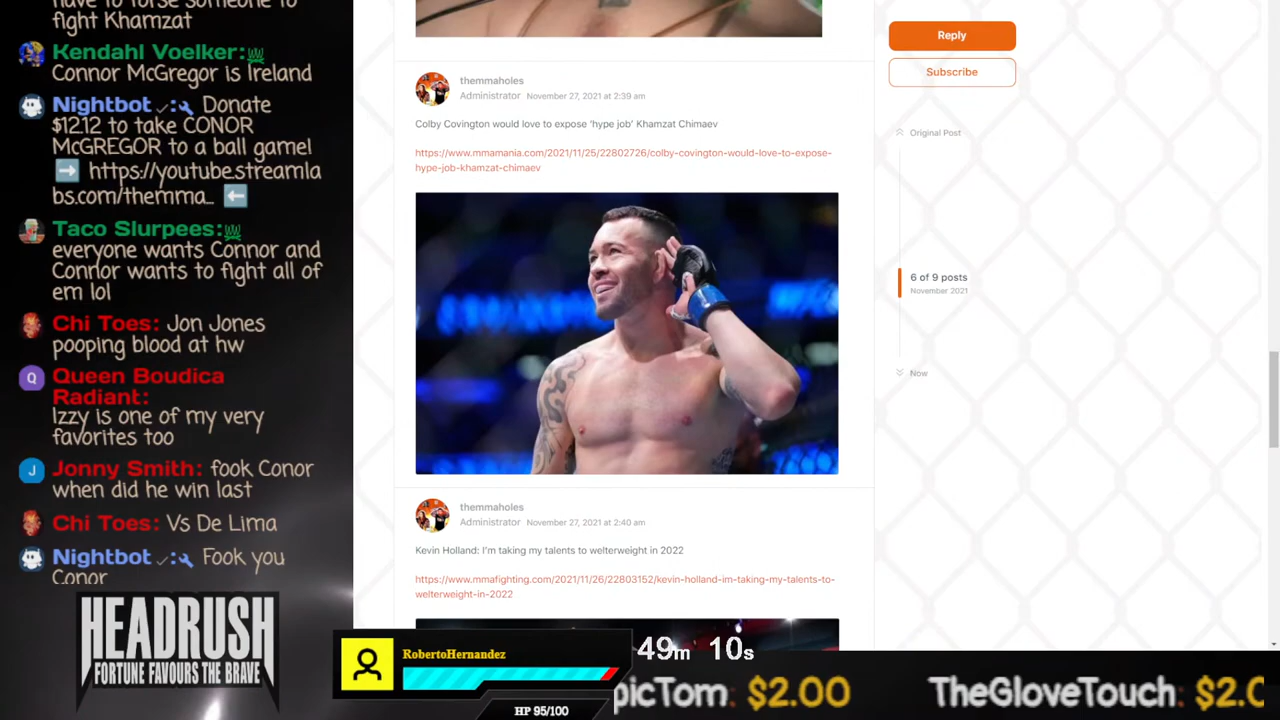 have to force someone to
fight Khamzat
Kendahl Voelker:
Connor McGregor is Ireland
Nightbot : Donate
$12.12 to take CONOR
McGREGOR to a ball game!
https://youtube.streamla
bs.com/themma...
Taco Slurpees:
everyone wants Connor and
Connor wants to fight all of
em lol
Chi Toes: Jon Jones
pooping blood at hw
Q
Queen Boudica
Radiant:
Izzy is one of my very
favorites too
J
Jonny Smith: fook Conor
when did he win last
Chi Toes: Vs De Lima
Nightbot : Fook you
Conor
HEADRUSH
FORTUNE FAVOURS THE BRAVE
themmaholes
Administrator November 27, 2021 at 2:39 am
Colby Covington would love to expose 'hype job' Khamzat Chimaev
https://www.mmamania.com/2021/11/25/22802726/colby-covington-would-love-to-expose-
hype-job-khamzat-chimaev
themmaholes
Administrator November 27, 2021 at 2:40 am
Kevin Holland: I'm taking my talents to welterweight in 2022
https://www.mmafighting.com/2021/11/26/22803152/kevin-holland-im-taking-my-talents-to-
welterweight-in-2022
Reply
Subscribe
Original Post
6 of 9 posts
November 2021
Now
RobertoHernandez
HP 95/100
49m 10s
picTom: $2.00
TheGloveTouch: $2.0